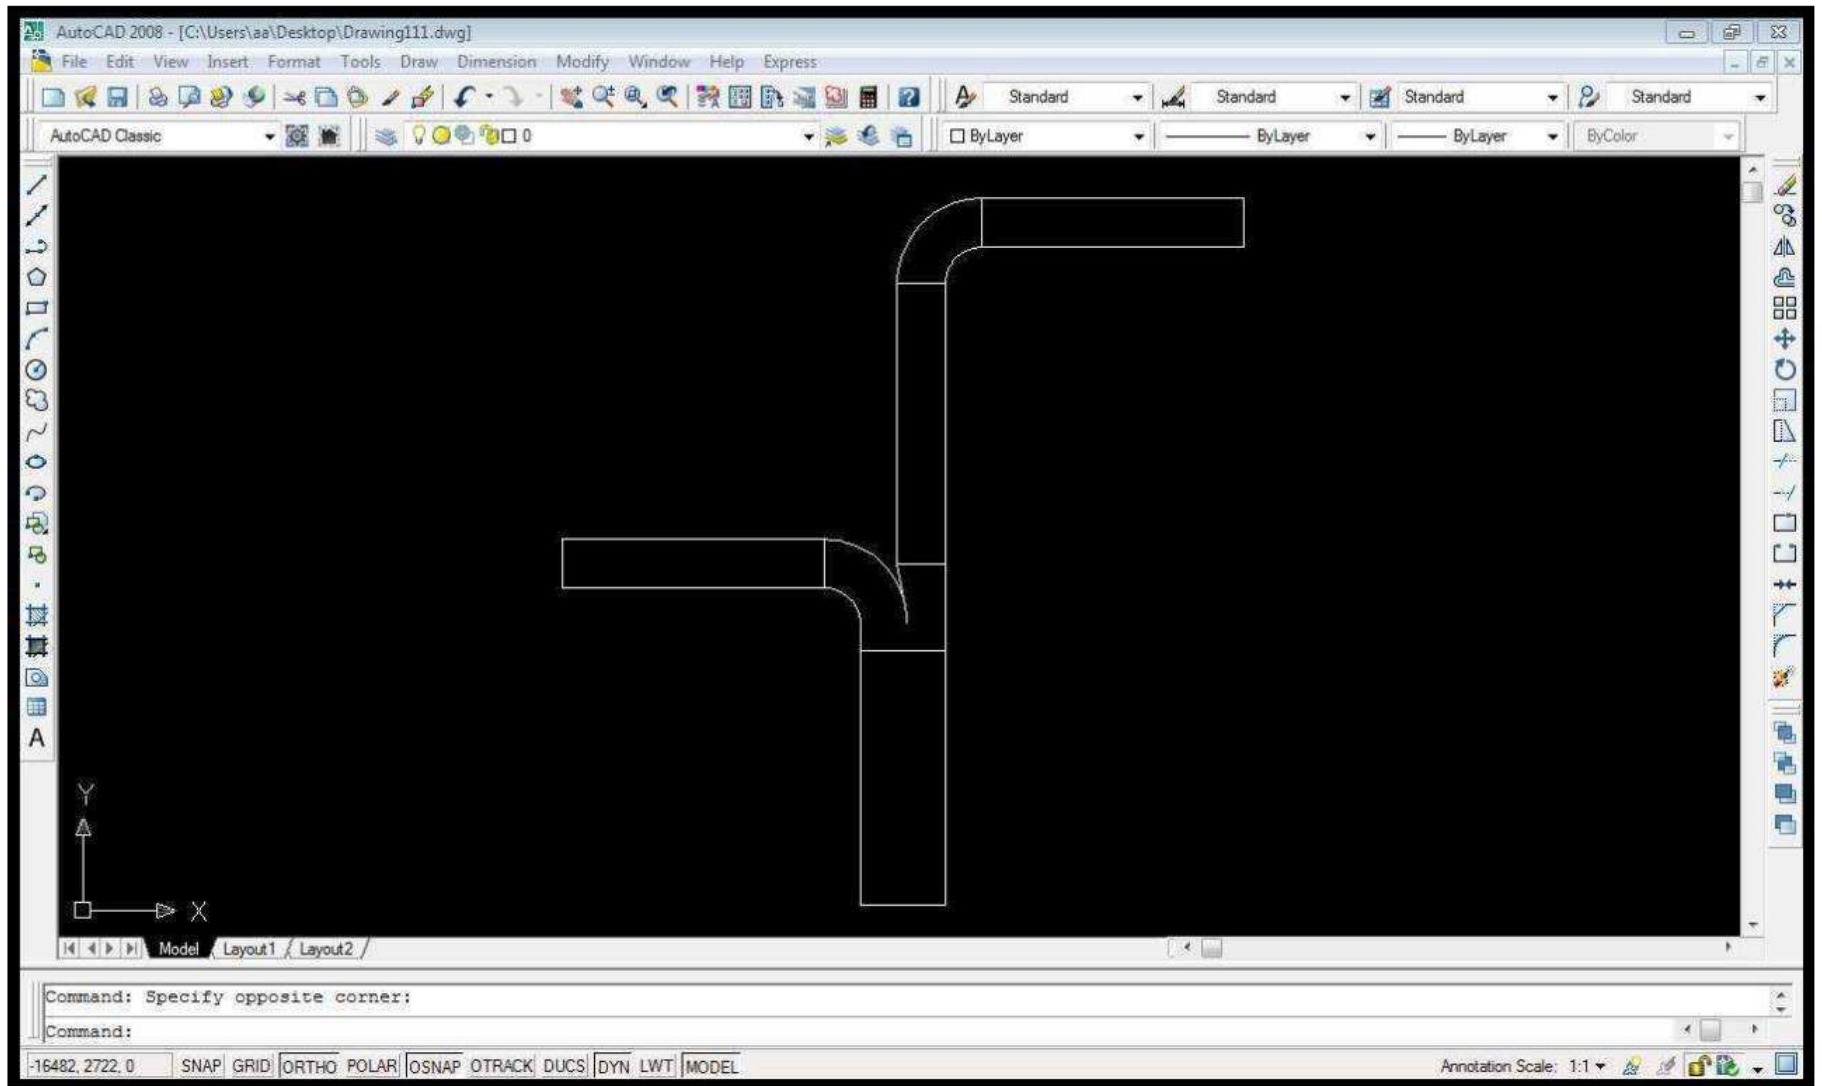 AutoCAD 2008 - [C:\Users\aa\Desktop\Drawing111.dwg]
File Edit View Insert Format Tools Draw Dimension Modify Window Help Express
Standard Standard Standard Standard
AutoCAD Classic 0 ByLayer ByLayer ByLayer ByColor
A
Y
X
Model Layout1 Layout2
Command: Specify opposite corner:
Command:
-16482, 2722, 0 SNAP GRID ORTHO POLAR OSNAP OTRACK DUCS DYN LWT MODEL Annotation Scale: 1:1